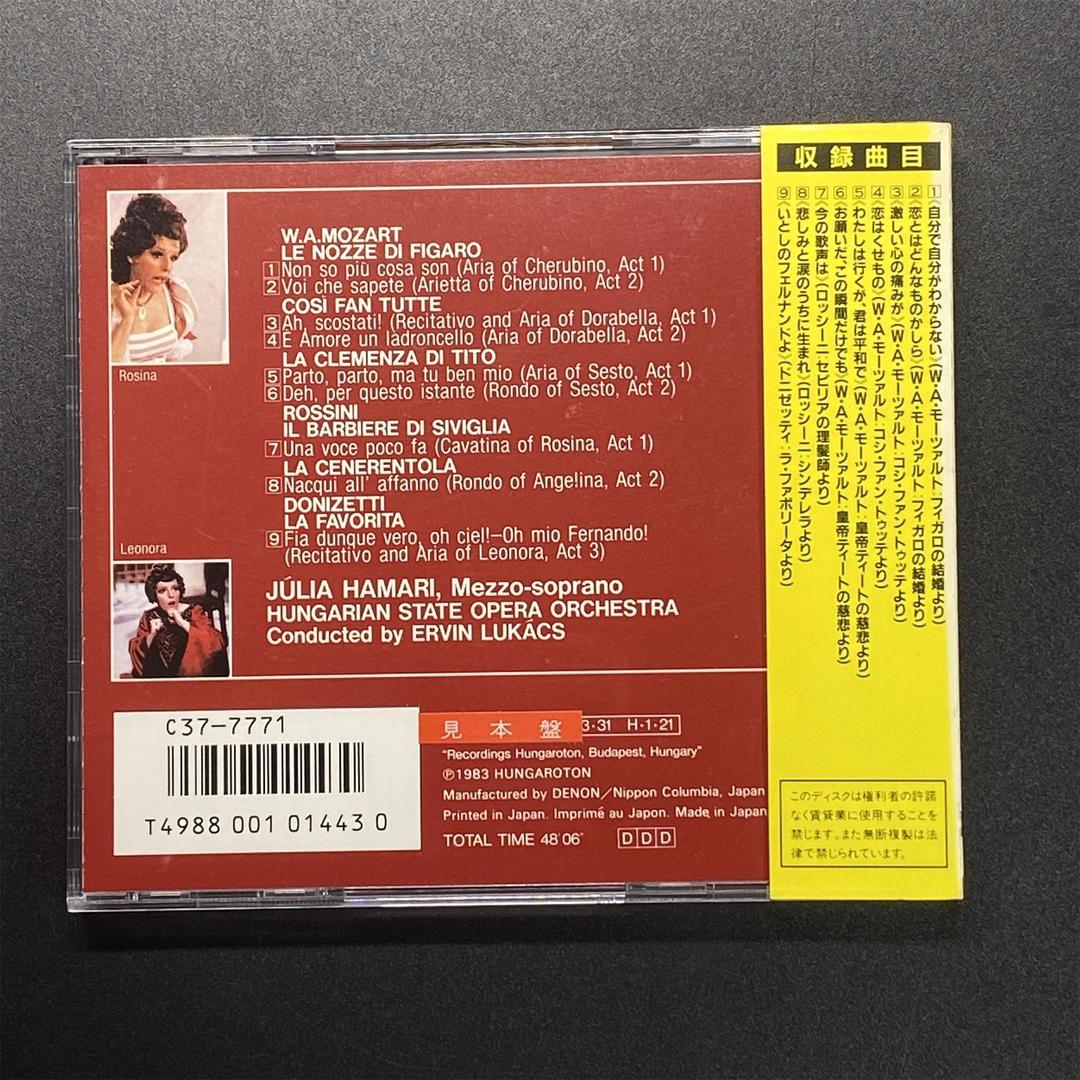 Rosina
W.A.MOZART
LE NOZZE DI FIGARO
1 Non so più cosa son (Aria of Cherubino, Act 1)
2 Voi che sapete (Arietta of Cherubino, Act 2)
COSÌ FAN TUTTE
3 Ah, scostati! (Recitativo and Aria of Dorabella, Act 1)
4 È Amore un ladroncello (Aria of Dorabella, Act 2)
LA CLEMENZA DI TITO
5 Parto, parto, ma tu ben mio (Aria of Sesto, Act 1)
6 Deh, per questo istante (Rondo of Sesto, Act 2)
ROSSINI
IL BARBIERE DI SIVIGLIA
7 Una voce poco fa (Cavatina of Rosina, Act 1)
LA CENERENTOLA
8 Nacqui all' affanno (Rondo of Angelina, Act 2)
DONIZETTI
LA FAVORITA
9 Fia dunque vero, oh ciel!–Oh mio Fernando!
(Recitativo and Aria of Leonora, Act 3)
Leonora
JÚLIA HAMARI, Mezzo-soprano
HUNGARIAN STATE OPERA ORCHESTRA
Conducted by ERVIN LUKÁCS
C37-7771
T4988 001 01443 0
見本盤
3·31 H·1·21
"Recordings Hungaroton, Budapest, Hungary"
℗1983 HUNGAROTON
Manufactured by DENON/Nippon Columbia, Japan
Printed in Japan. Imprimé au Japon. Made in Japan
TOTAL TIME 48'06"
DDD
収録曲目
1 自分で自分がわからない》(W・A・モーツァルト:フィガロの結婚より)
2 《恋とはどんなものかしら》(W・A・モーツァルト:フィガロの結婚より)
3 《激しい心の痛みが》(W・A・モーツァルト:コシ・ファン・トゥッテより)
4 《恋はくせもの》(W・A・モーツァルト:コシ・ファン・トゥッテより)
5 《わたしは行くが、君は平和で》(W・A・モーツァルト:皇帝ティートの慈悲より)
6 《お願いだ、この瞬間だけでも》(W・A・モーツァルト:皇帝ティートの慈悲より)
7 《今の歌声は》(ロッシーニ:セビリアの理髪師より)
8 《悲しみと涙のうちに生まれ》(ロッシーニ:シンデレラより)
9 《いとしのフェルナンドよ》(ドニゼッティ:ラ・ファボリータより)
このディスクは権利者の許諾
なく賃貸業に使用することを
禁じます。また無断複製は法
律で禁じられています。